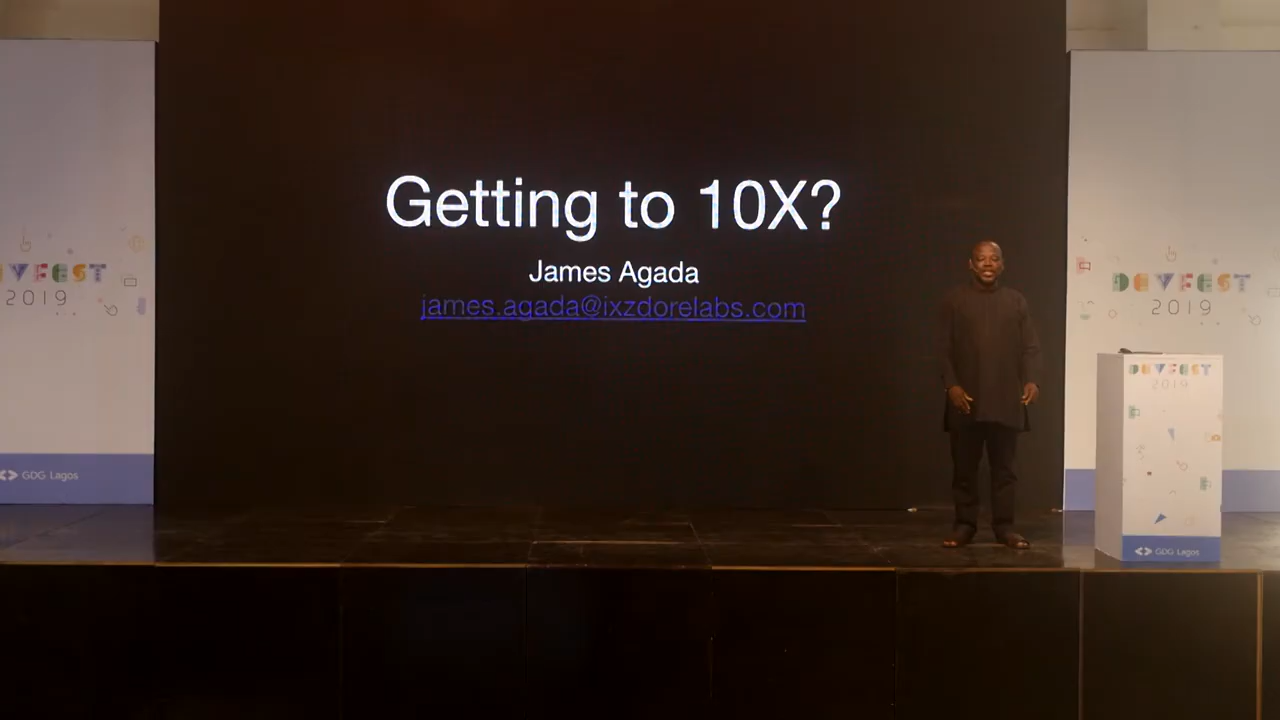 Getting to 10X?
James Agada
james.agada@ixzdorelabs.com
DEVFEST
2019
GDG Lagos
DEVFEST
2019
DEVFEST
2019
GDG Lagos